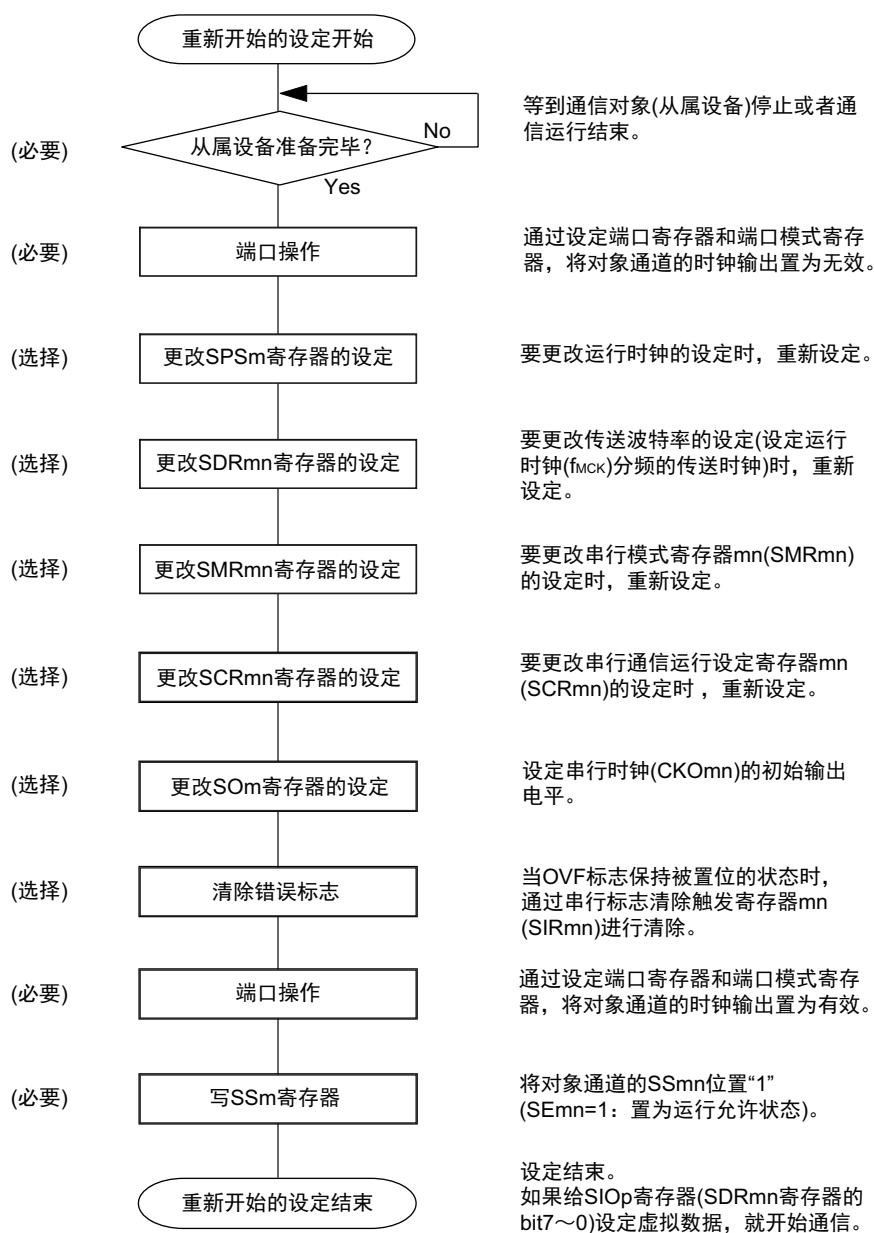 重新开始的设定开始
等到通信对象(从属设备)停止或者通
信运行结束。
No
(必要)
从属设备准备完毕？
Yes
(必要)
端口操作
通过设定端口寄存器和端口模式寄存
器，将对象通道的时钟输出置为无效。
(选择)
更改SPSm寄存器的设定
要更改运行时钟的设定时，重新设定。
(选择)
更改SDRmn寄存器的设定
要更改传送波特率的设定(设定运行
时钟(fMCK)分频的传送时钟)时，重新
设定。
(选择)
更改SMRmn寄存器的设定
要更改串行模式寄存器mn(SMRmn)
的设定时，重新设定。
(选择)
更改SCRmn寄存器的设定
要更改串行通信运行设定寄存器mn
(SCRmn)的设定时 ，重新设定。
(选择)
更改SOm寄存器的设定
设定串行时钟(CKOmn)的初始输出
电平。
(选择)
清除错误标志
当OVF标志保持被置位的状态时，
通过串行标志清除触发寄存器mn
(SIRmn)进行清除。
(必要)
端口操作
通过设定端口寄存器和端口模式寄存
器，将对象通道的时钟输出置为有效。
(必要)
写SSm寄存器
将对象通道的SSmn位置“1”
(SEmn=1：置为运行允许状态)。
重新开始的设定结束
设定结束。
如果给SIOp寄存器(SDRmn寄存器的
bit7～0)设定虚拟数据，就开始通信。